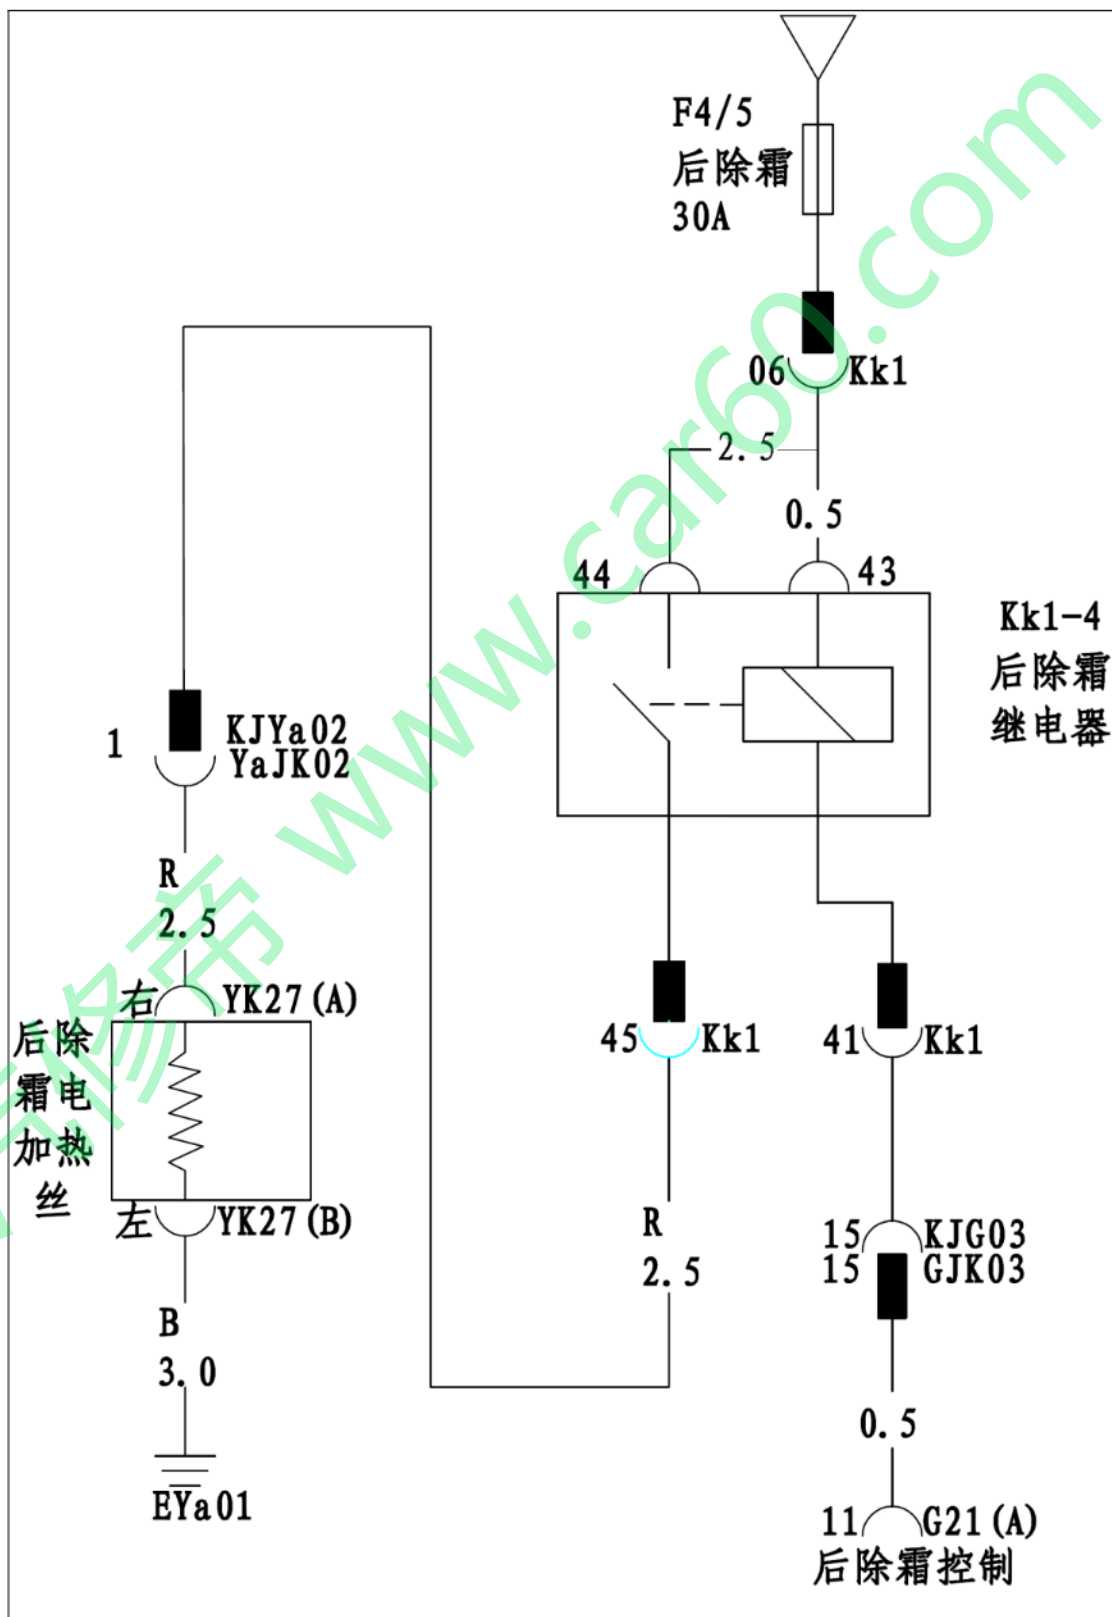 F4/5
后除霜
30A
06 Kk1
2.5
0.5
44
43
Kk1-4
后除霜
继电器
1
KJYa02
YaJK02
R
2.5
右 YK27(A)
后除
霜电
加热
丝
左 YK27(B)
B
3.0
EYa01
45 Kk1
41 Kk1
R
2.5
15 KJG03
15 GJK03
0.5
11 G21(A)
后除霜控制
汽修帝 www.car60.com